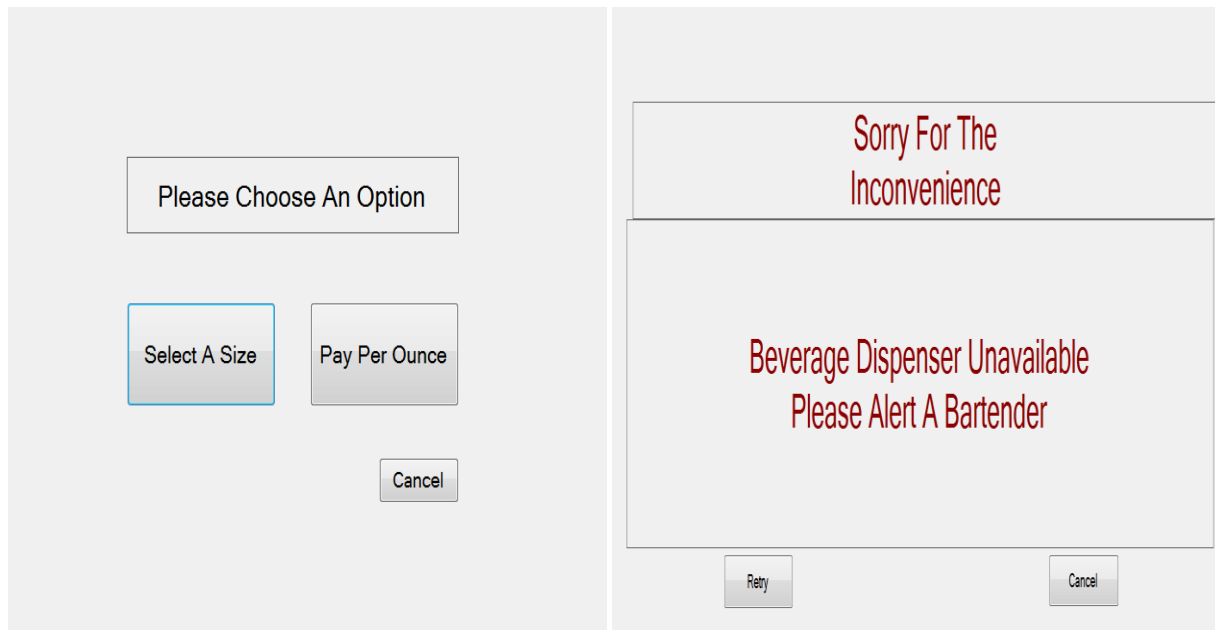 Please Choose An Option
Select A Size
Pay Per Ounce
Cancel
Sorry For The
Inconvenience
Beverage Dispenser Unavailable
Please Alert A Bartender
Retry
Cancel